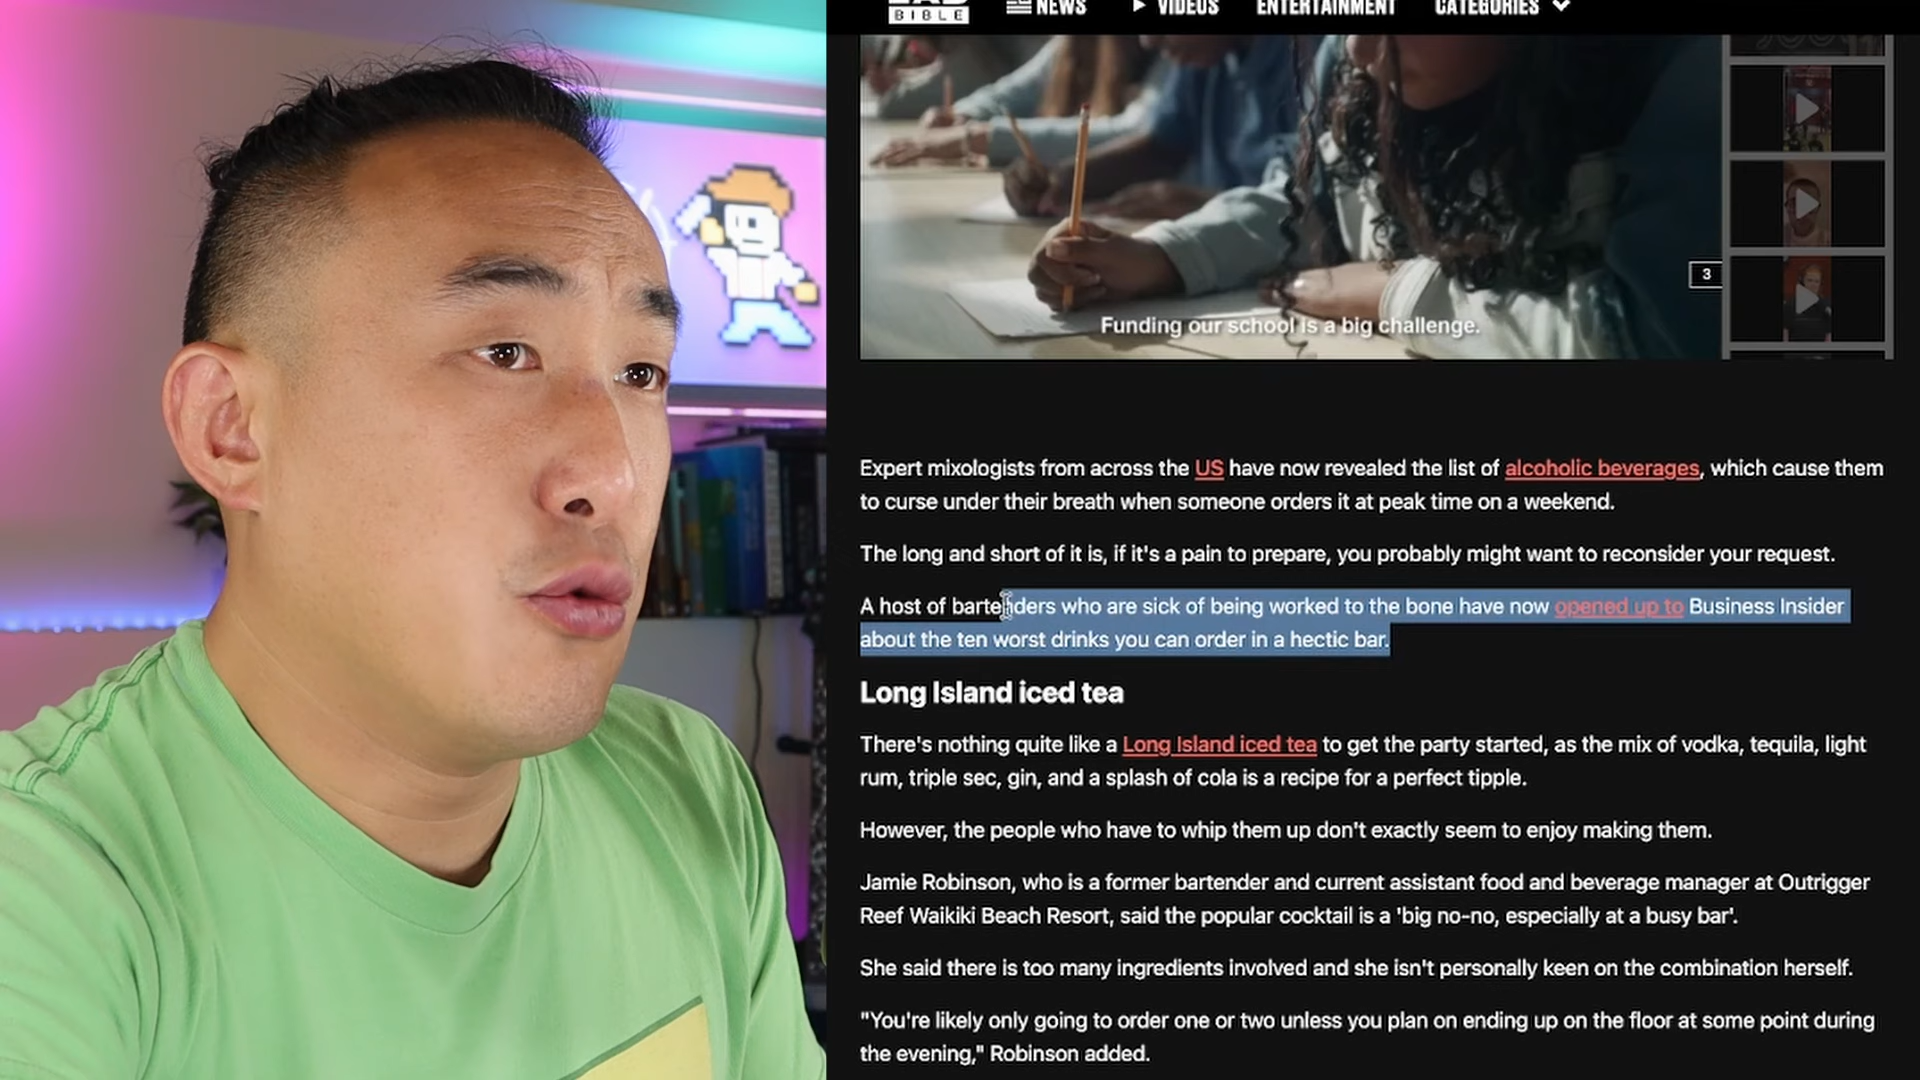 BIBLE
NEWS
VIDEOS
ENTERTAINMENT
CATEGORIES
3
Funding our school is a big challenge.
Expert mixologists from across the US have now revealed the list of alcoholic beverages, which cause them
to curse under their breath when someone orders it at peak time on a weekend.
The long and short of it is, if it's a pain to prepare, you probably might want to reconsider your request.
A host of bartenders who are sick of being worked to the bone have now opened up to Business Insider
about the ten worst drinks you can order in a hectic bar.
Long Island iced tea
There's nothing quite like a Long Island iced tea to get the party started, as the mix of vodka, tequila, light
rum, triple sec, gin, and a splash of cola is a recipe for a perfect tipple.
However, the people who have to whip them up don't exactly seem to enjoy making them.
Jamie Robinson, who is a former bartender and current assistant food and beverage manager at Outrigger
Reef Waikiki Beach Resort, said the popular cocktail is a 'big no-no, especially at a busy bar'.
She said there is too many ingredients involved and she isn't personally keen on the combination herself.
"You're likely only going to order one or two unless you plan on ending up on the floor at some point during
the evening," Robinson added.